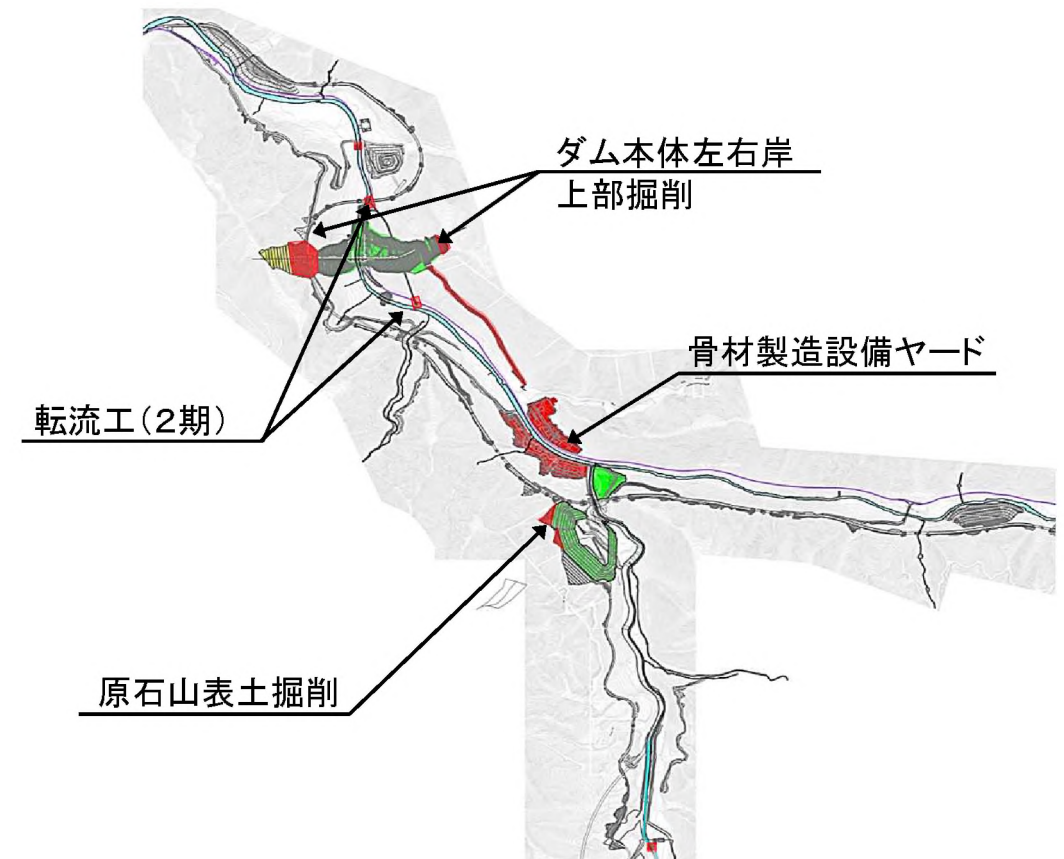 ダム本体左右岸
上部掘削
骨材製造設備ヤード
転流工(2期)
原石山表土掘削